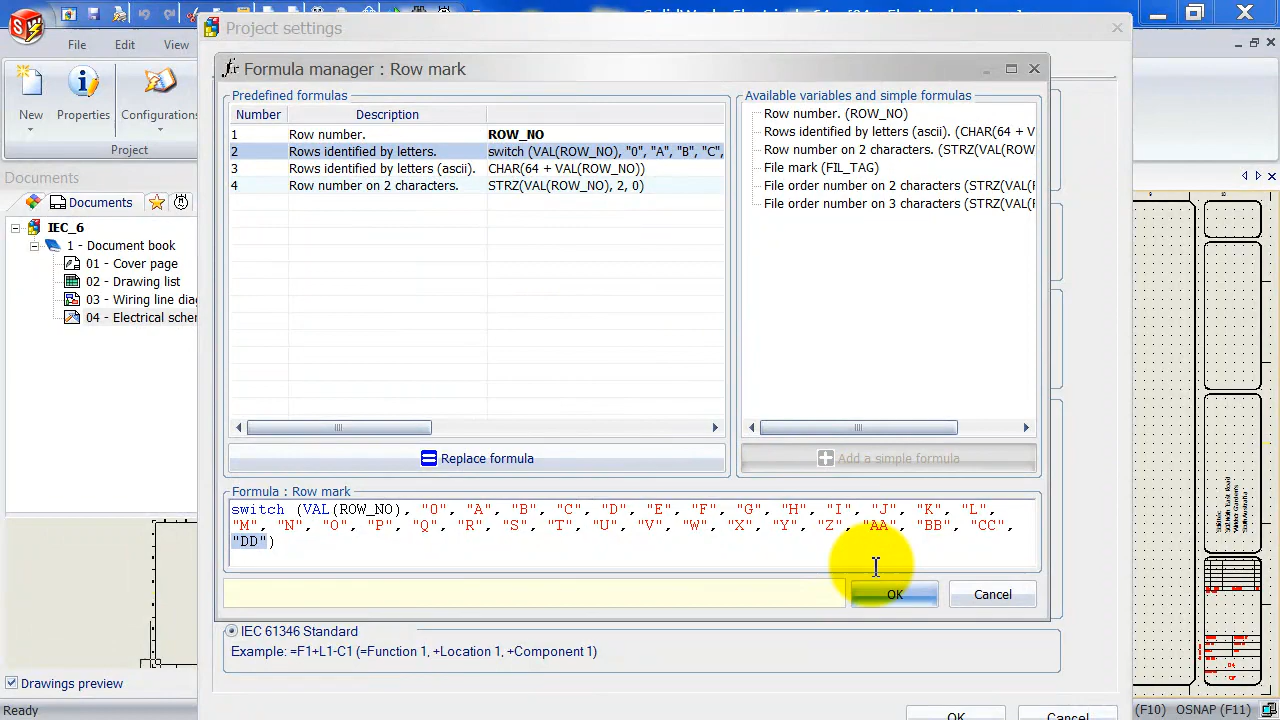 Project settings
File Edit View
New
Properties
Configurations
Project
Documents
Documents
IEC_6
1 - Document book
01 - Cover page
02 - Drawing list
03 - Wiring line diag
04 - Electrical scher
Drawings preview
Ready
Formula manager : Row mark
Predefined formulas
Number Description
1 Row number. ROW_NO
2 Rows identified by letters. switch (VAL(ROW_NO), "0", "A", "B", "C",
3 Rows identified by letters (ascii). CHAR(64 + VAL(ROW_NO))
4 Row number on 2 characters. STRZ(VAL(ROW_NO), 2, 0)
Replace formula
Available variables and simple formulas
Row number. (ROW_NO)
Rows identified by letters (ascii). (CHAR(64 + V
Row number on 2 characters. (STRZ(VAL(ROW
File mark (FIL_TAG)
File order number on 2 characters (STRZ(VAL(F
File order number on 3 characters (STRZ(VAL(F
Add a simple formula
Formula : Row mark
switch (VAL(ROW_NO), "0", "A", "B", "C", "D", "E", "F", "G", "H", "I", "J", "K", "L",
"M", "N", "O", "P", "Q", "R", "S", "T", "U", "V", "W", "X", "Y", "Z", "AA", "BB", "CC",
"DD")
OK Cancel
IEC 61346 Standard
Example: =F1+L1-C1 (=Function 1, +Location 1, +Component 1)
OK Cancel
(F10) OSNAP (F11)